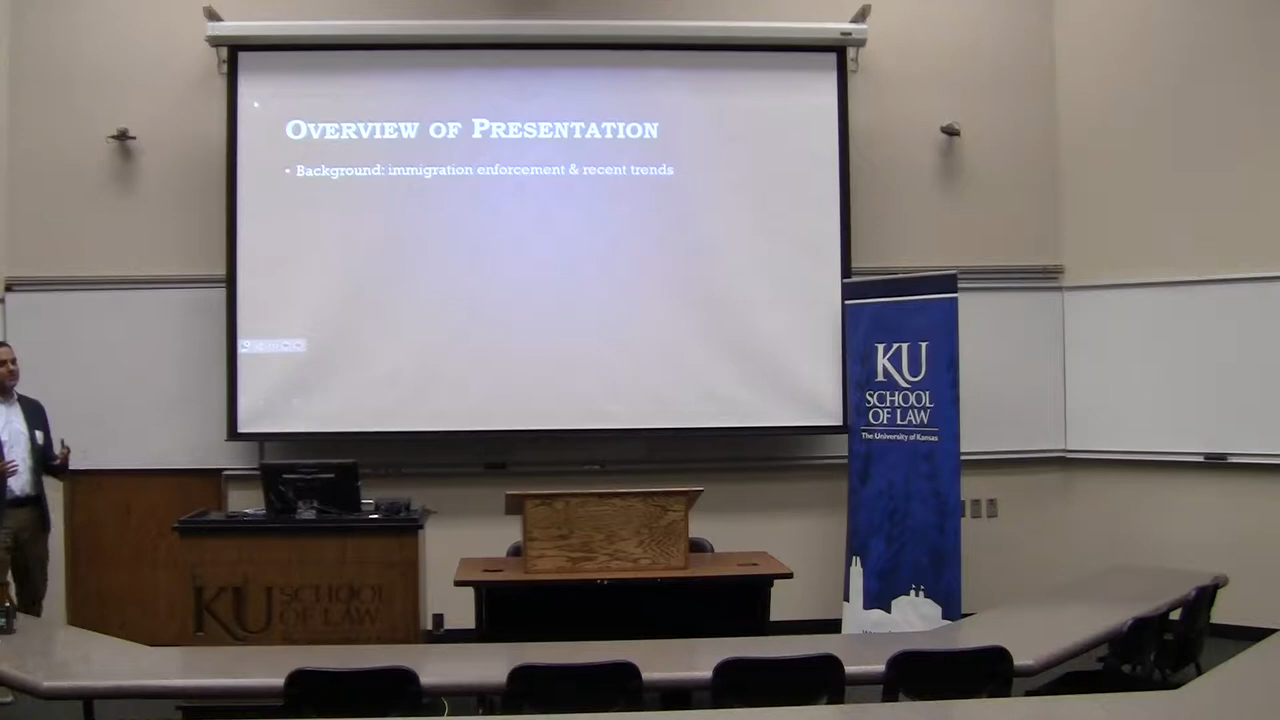 OVERVIEW OF PRESENTATION
• Background: immigration enforcement & recent trends
KU
SCHOOL
OF LAW
The University of Kansas
KU SCHOOL
OF LAW